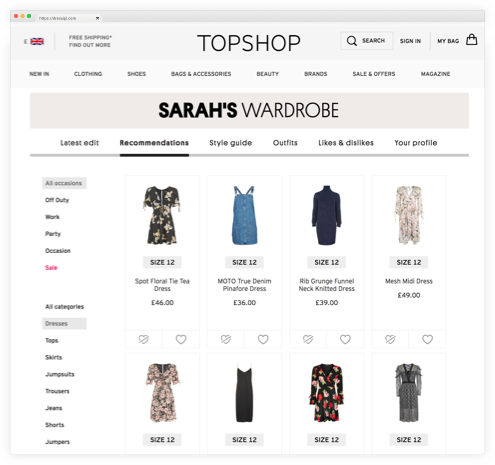 https://dressipi.com
£
FREE SHIPPING*
FIND OUT MORE
TOPSHOP
SEARCH
SIGN IN
MY BAG
NEW IN
CLOTHING
SHOES
BAGS & ACCESSORIES
BEAUTY
BRANDS
SALE & OFFERS
MAGAZINE
SARAH'S WARDROBE
Latest edit
Recommendations
Style guide
Outfits
Likes & dislikes
Your profile
All occasions
Off Duty
Work
Party
Occasion
Sale
All categories
Dresses
Tops
Skirts
Jumpsuits
Trousers
Jeans
Shorts
Jumpers
SIZE 12
Spot Floral Tie Tea
Dress
£46.00
SIZE 12
MOTO True Denim
Pinafore Dress
£36.00
SIZE 12
Rib Grunge Funnel
Neck Knitted Dress
£39.00
SIZE 12
Mesh Midi Dress
£49.00
SIZE 12
SIZE 12
SIZE 12
SIZE 12